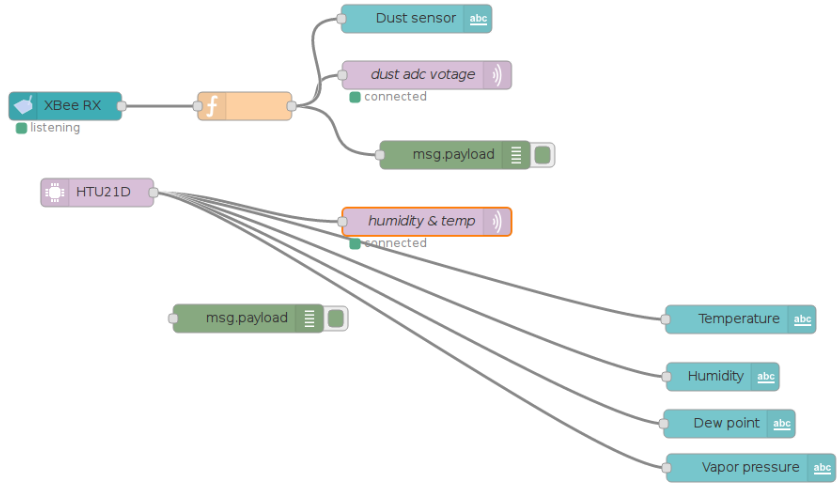 Dust sensor abc
dust adc votage
connected
XBee RX
listening
msg.payload
HTU21D
humidity & temp
connected
msg.payload
Temperature abc
Humidity abc
Dew point abc
Vapor pressure abc